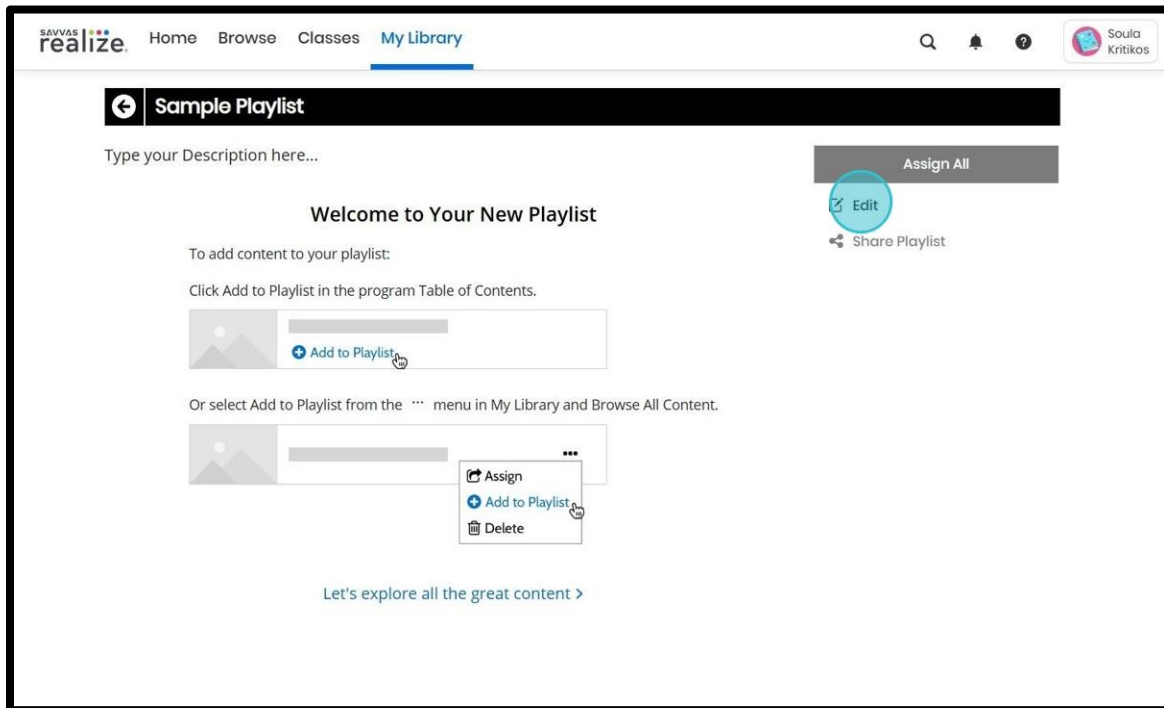 SAVVAS
realize.
Home Browse Classes My Library
Soula
Kritikos
Sample Playlist
Type your Description here...
Assign All
Edit
Share Playlist
Welcome to Your New Playlist
To add content to your playlist:
Click Add to Playlist in the program Table of Contents.
Add to Playlist
Or select Add to Playlist from the ··· menu in My Library and Browse All Content.
Assign
Add to Playlist
Delete
Let's explore all the great content >